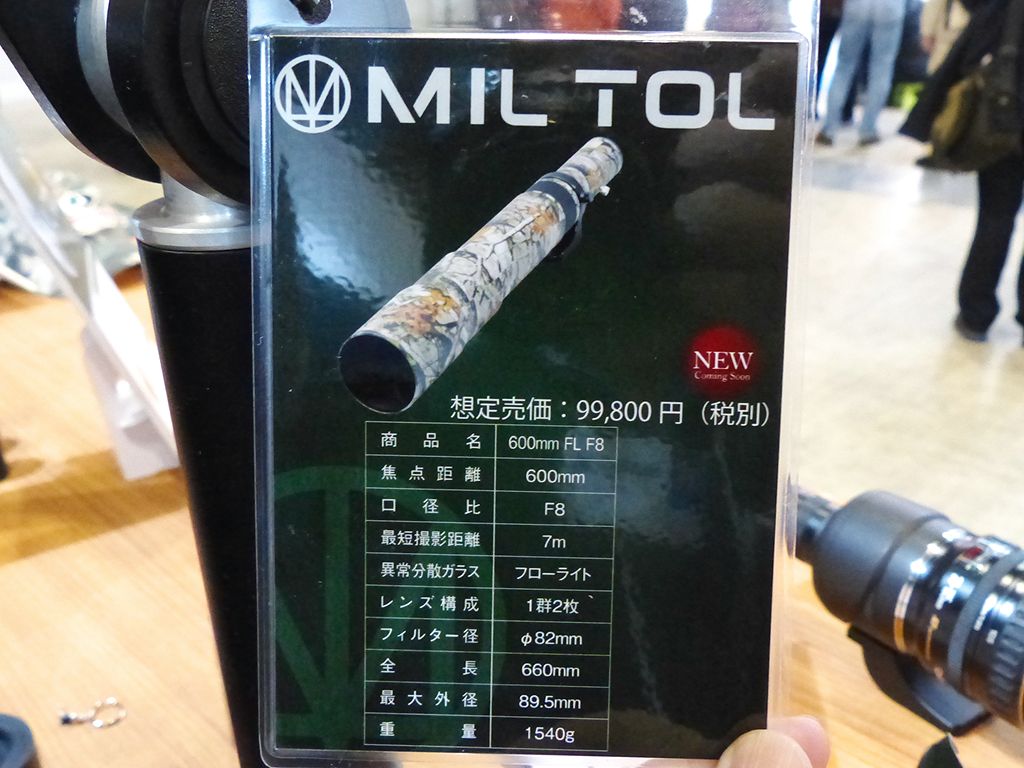 MILTOL
NEW
Coming Soon
想定売価：99,800 円（税別）
商品名 600mm FL F8
焦点距離 600mm
口径比 F8
最短撮影距離 7m
異常分散ガラス フローライト
レンズ構成 1群2枚
フィルター径 φ82mm
全長 660mm
最大外径 89.5mm
重量 1540g